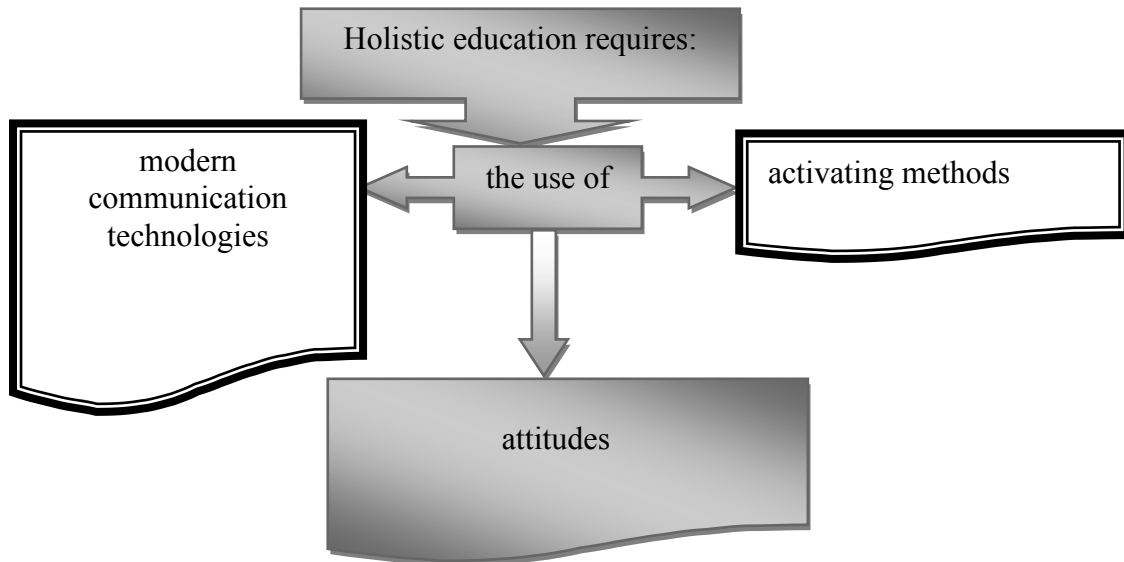 Holistic education requires:
modern
communication
technologies
the use of
activating methods
attitudes